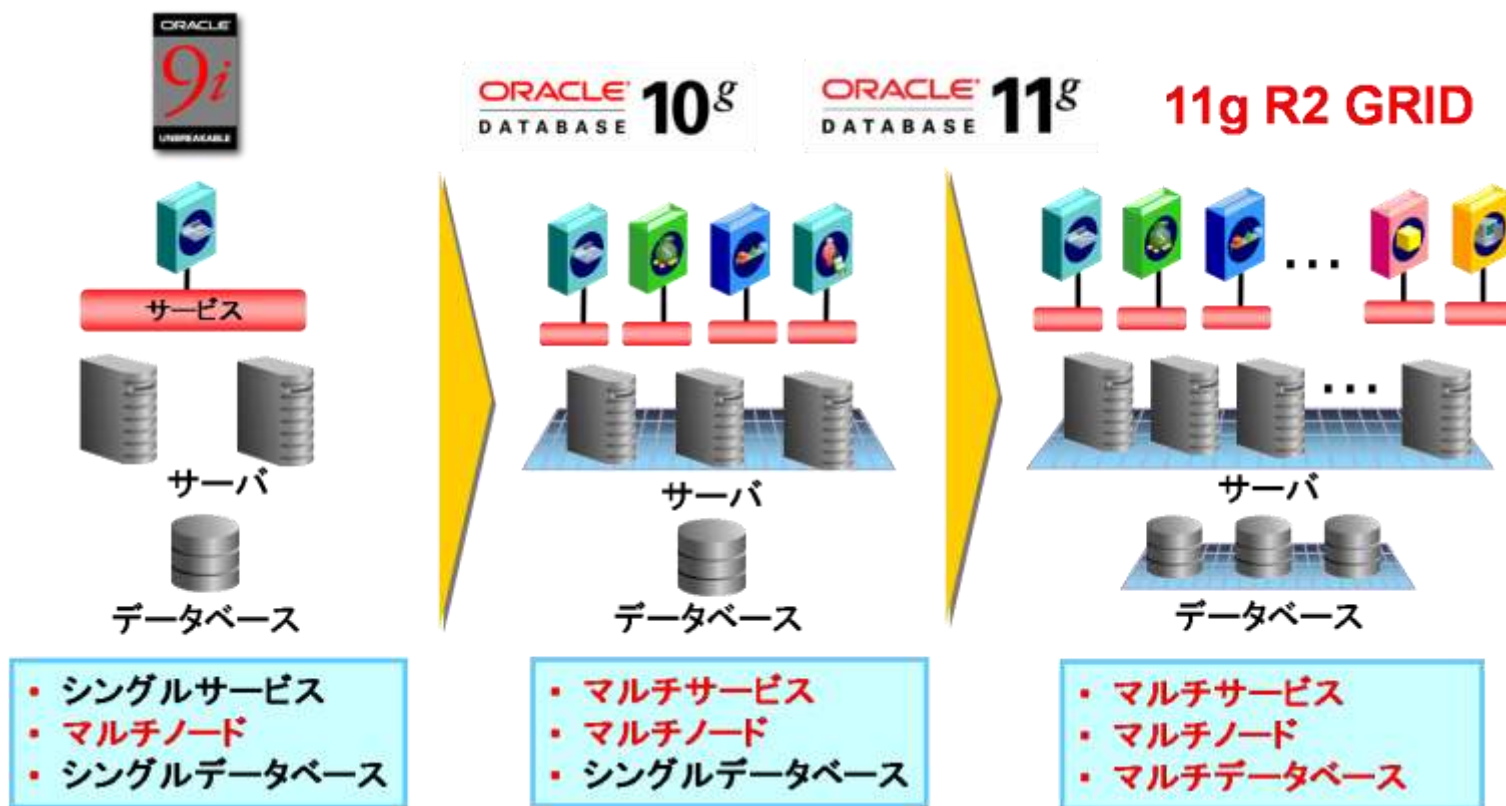 ORACLE
9i
UNBREAKABLE
ORACLE
DATABASE 10g
ORACLE
DATABASE 11g
11g R2 GRID
サービス
...
...
サーバ
サーバ
サーバ
データベース
データベース
データベース
・ シングルサービス
・ マルチノード
・ シングルデータベース
・ マルチサービス
・ マルチノード
・ シングルデータベース
・ マルチサービス
・ マルチノード
・ マルチデータベース